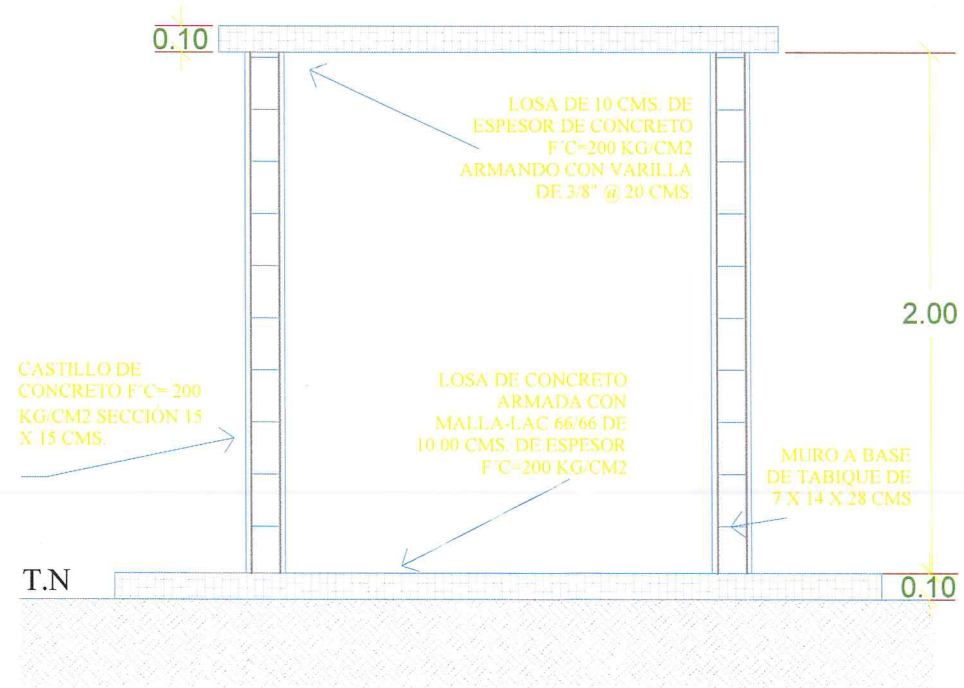 0.10
LOSA DE 10 CMS. DE
ESPESOR DE CONCRETO
F´C=200 KG/CM2
ARMANDO CON VARILLA
DE 3/8" @ 20 CMS.
2.00
CASTILLO DE
CONCRETO F´C= 200
KG/CM2 SECCIÓN 15
X 15 CMS.
LOSA DE CONCRETO
ARMADA CON
MALLA-LAC 66/66 DE
10.00 CMS. DE ESPESOR
F´C=200 KG/CM2
MURO A BASE
DE TABIQUE DE
7 X 14 X 28 CMS
T.N
0.10